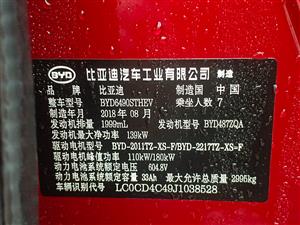 BYD 比亚迪汽车工业有限公司 制造
品牌 比亚迪 制造国 中国
整车型号 BYD6490STHEV 乘坐人数 7
制造年月 2018年08月
发动机排量 1999mL 发动机型号 BYD487ZQA
发动机最大净功率 139kW
驱动电机型号 BYD-2011TZ-XS-F/BYD-2217TZ-XS-F
驱动电机峰值功率 110kW/180kW
动力电池系统额定电压 604.8V
动力电池系统额定容量 33Ah 最大允许总质量 2995kg
车辆识别代号 LC0CD4C49J1038528